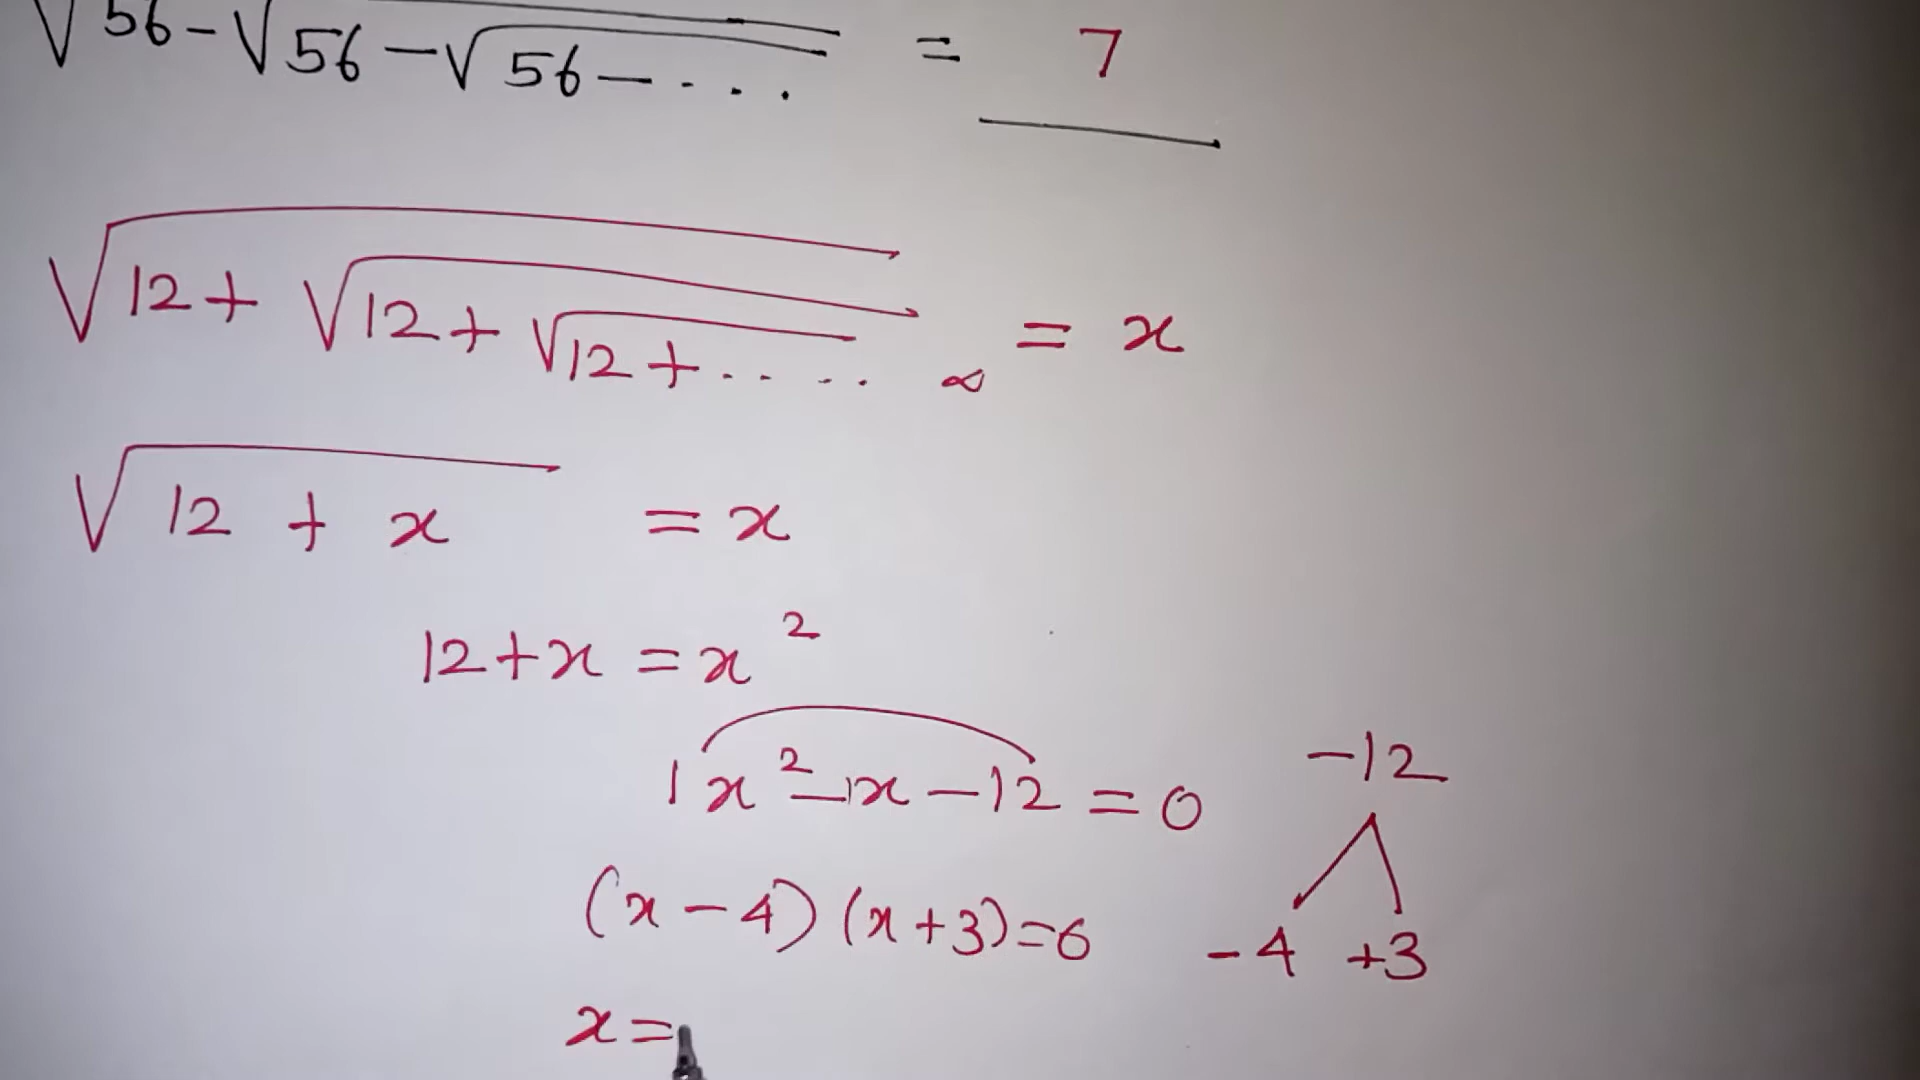 √56-√56-√56-.... = 7
√12+√12+√12+..... ∞ = x
√12 + x = x
12+x = x²
1x²-1x-12=0
-12
(x-4)(x+3)=6
-4 +3
x=